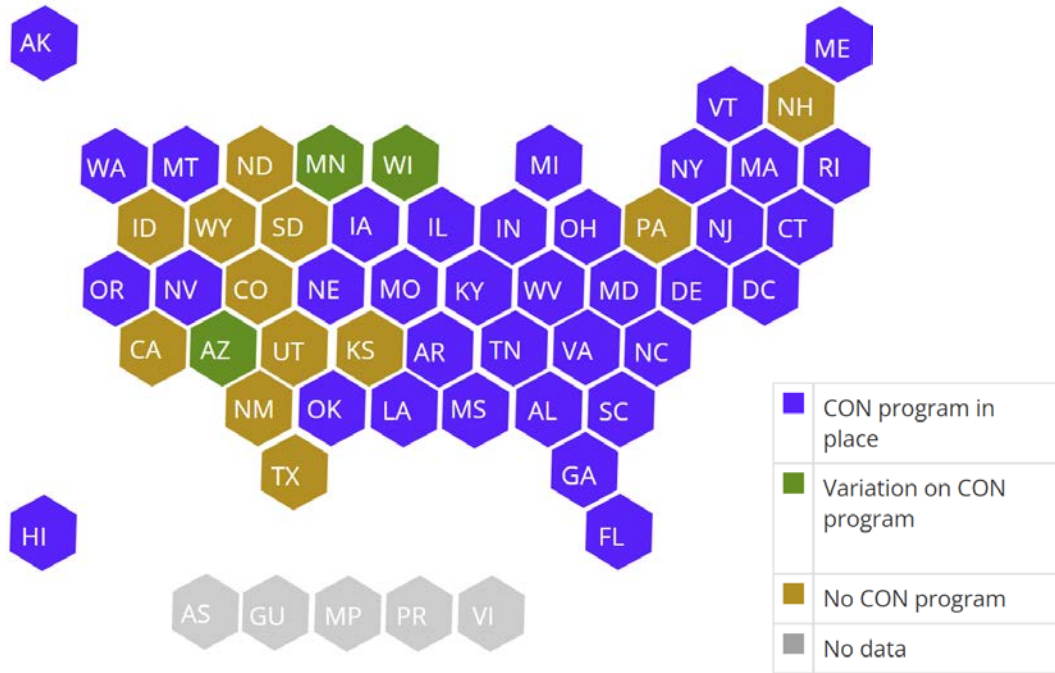 AK
ME
VT NH
WA MT ND MN WI MI NY MA RI
ID WY SD IA IL IN OH PA NJ CT
OR NV CO NE MO KY WV MD DE DC
CA AZ UT KS AR TN VA NC
NM OK LA MS AL SC
TX GA
HI FL
AS GU MP PR VI
CON program in
place
Variation on CON
program
No CON program
No data